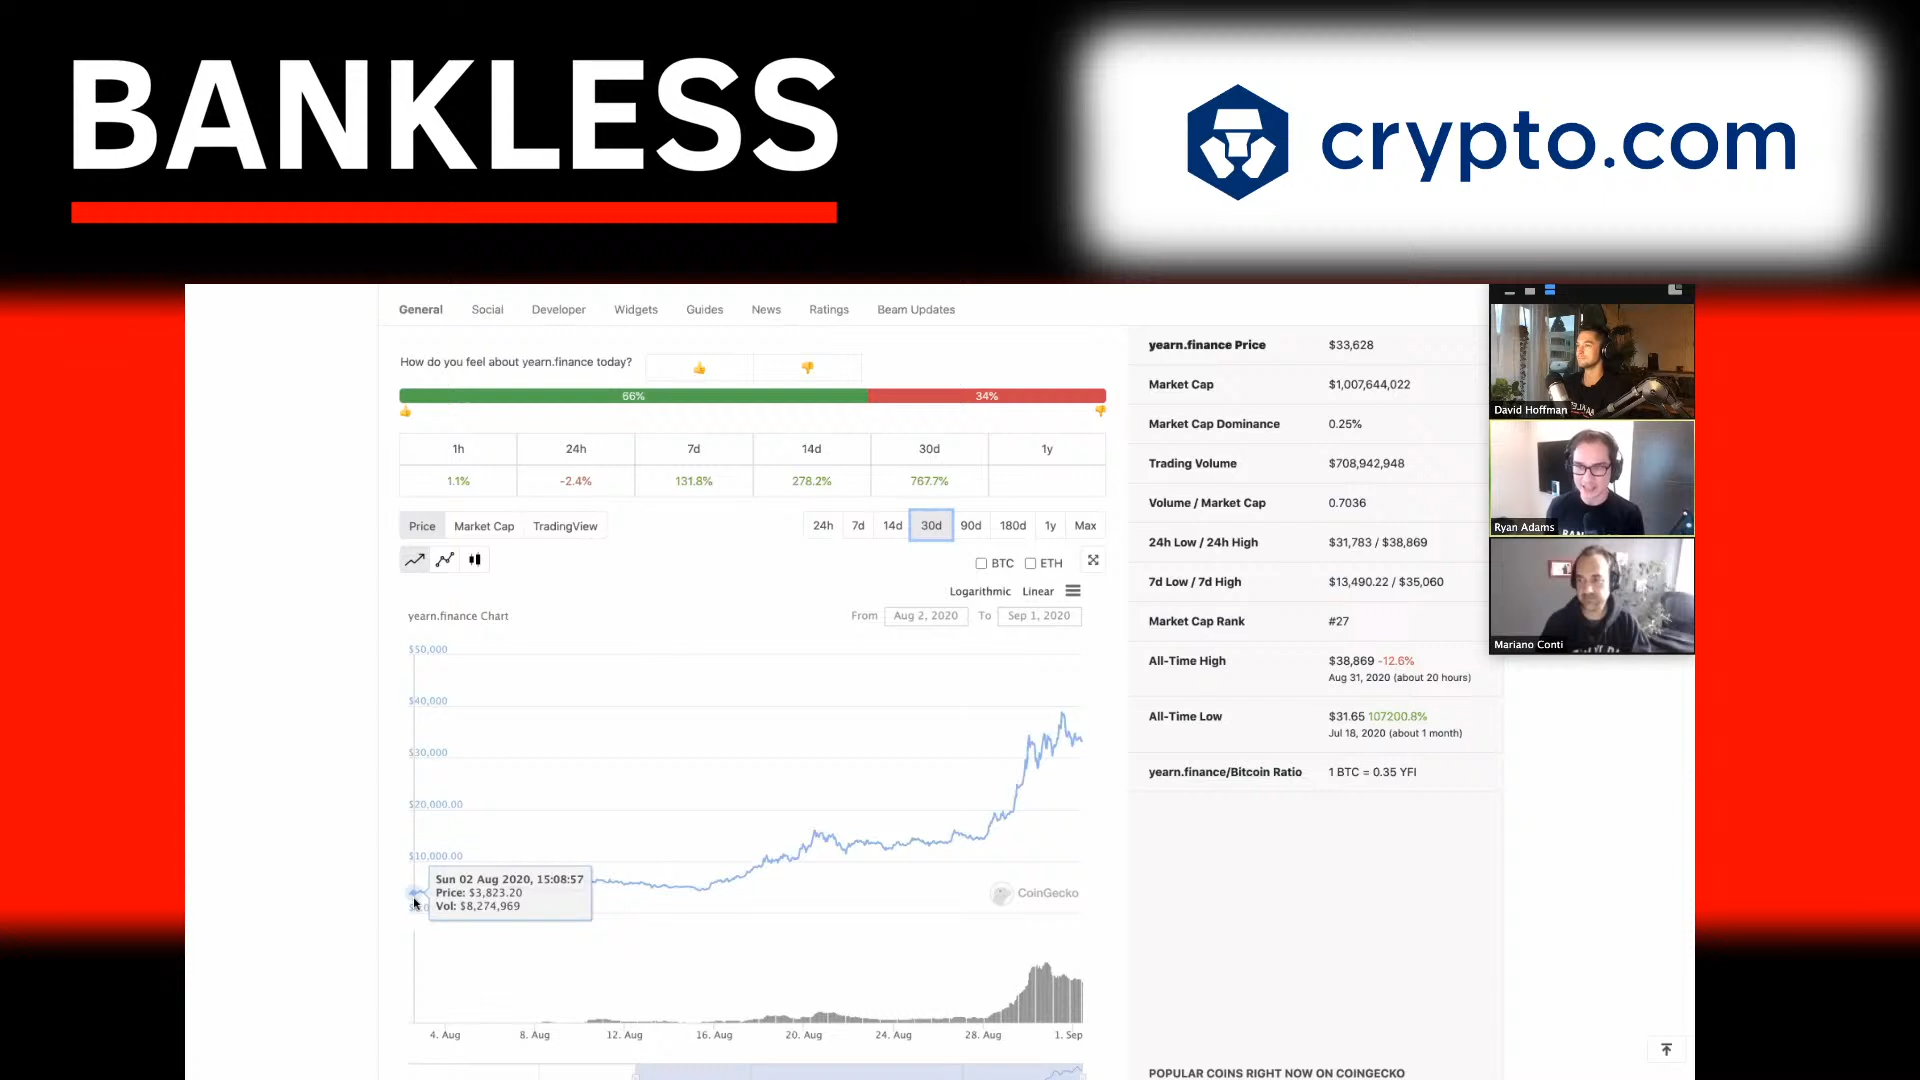 BANKLESS
crypto.com
General Social Developer Widgets Guides News Ratings Beam Updates
How do you feel about yearn.finance today?
66% 34%
1h 24h 7d 14d 30d 1y
1.1% -2.4% 131.8% 278.2% 767.7%
Price Market Cap TradingView
24h 7d 14d 30d 90d 180d 1y Max
BTC ETH
Logarithmic Linear
yearn.finance Chart
From Aug 2, 2020 To Sep 1, 2020
$50,000
$40,000
$30,000
$20,000.00
$10,000.00
Sun 02 Aug 2020, 15:08:57
Price: $3,823.20
Vol: $8,274,969
CoinGecko
4. Aug 8. Aug 12. Aug 16. Aug 20. Aug 24. Aug 28. Aug 1. Sep
yearn.finance Price $33,628
Market Cap $1,007,644,022
Market Cap Dominance 0.25%
Trading Volume $708,942,948
Volume / Market Cap 0.7036
24h Low / 24h High $31,783 / $38,869
7d Low / 7d High $13,490.22 / $35,060
Market Cap Rank #27
All-Time High $38,869 -12.6%
Aug 31, 2020 (about 20 hours)
All-Time Low $31.65 107200.8%
Jul 18, 2020 (about 1 month)
yearn.finance/Bitcoin Ratio 1 BTC = 0.35 YFI
POPULAR COINS RIGHT NOW ON COINGECKO
David Hoffman
Ryan Adams
Mariano Conti